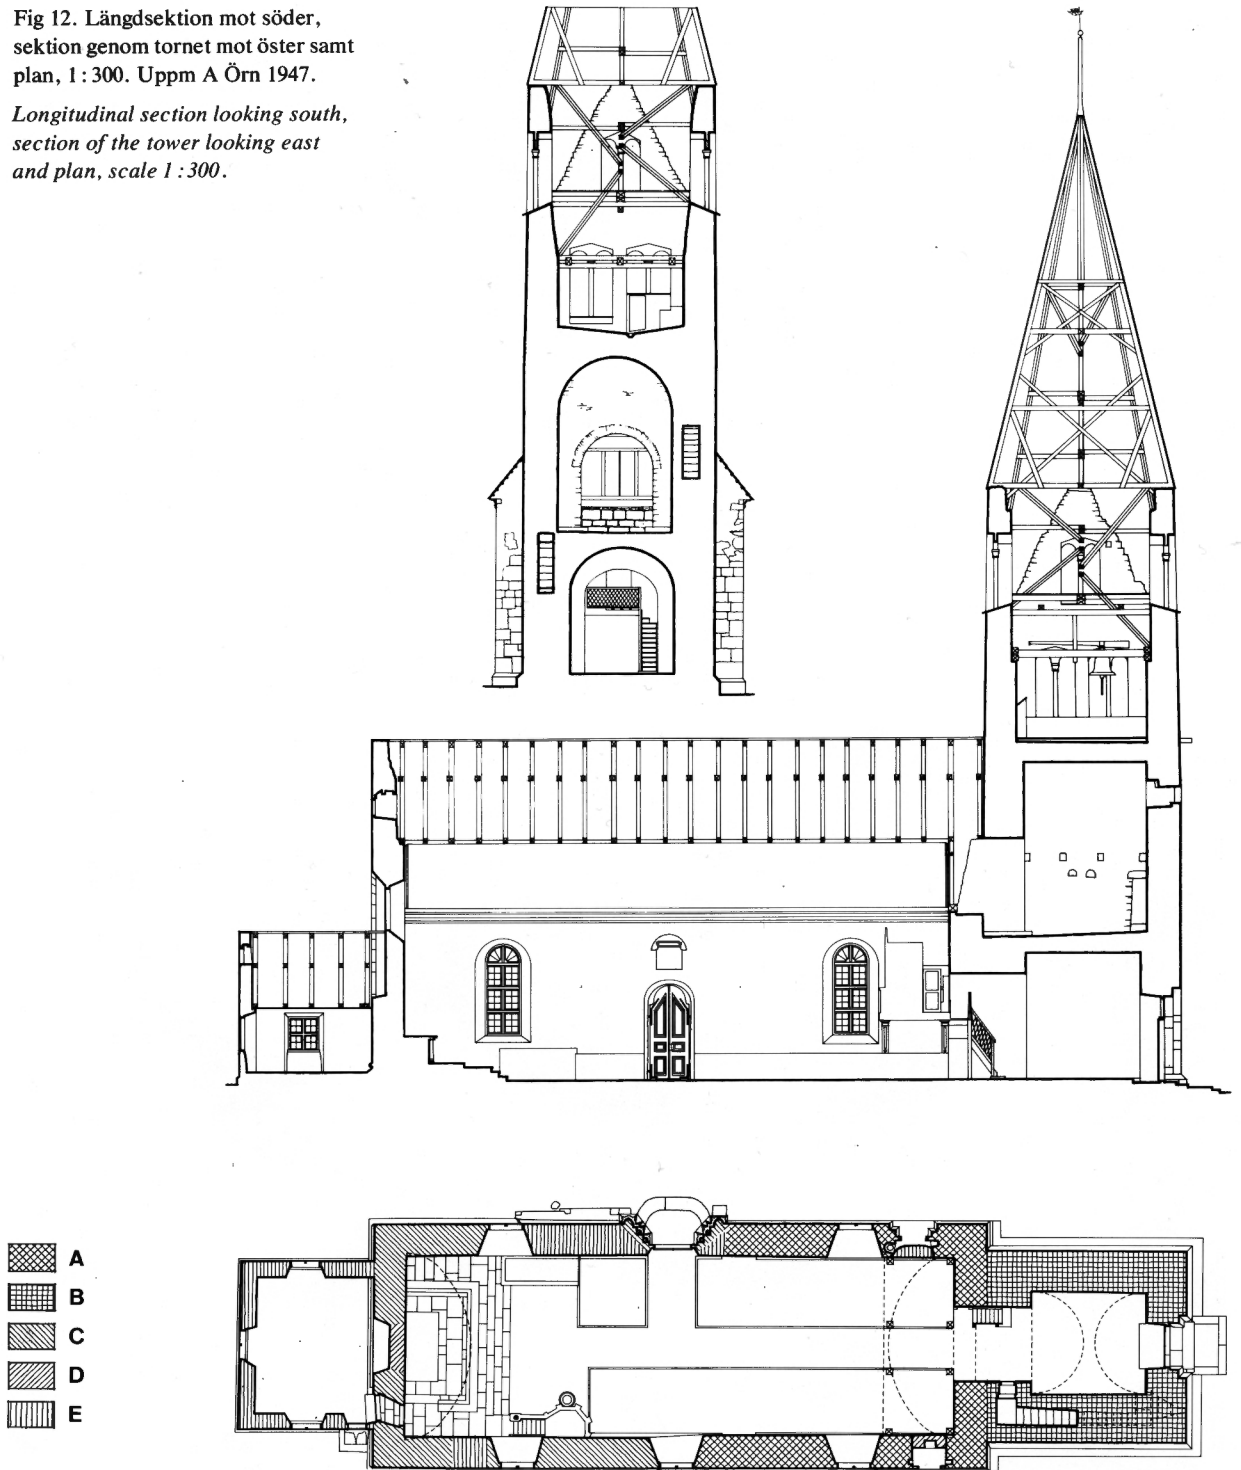 Fig 12. Längdsektion mot söder,
sektion genom tornet mot öster samt
plan, 1 : 300. Uppm A Örn 1947.
Longitudinal section looking south,
section of the tower looking east
and plan, scale 1 : 300.
A
B
C
D
E